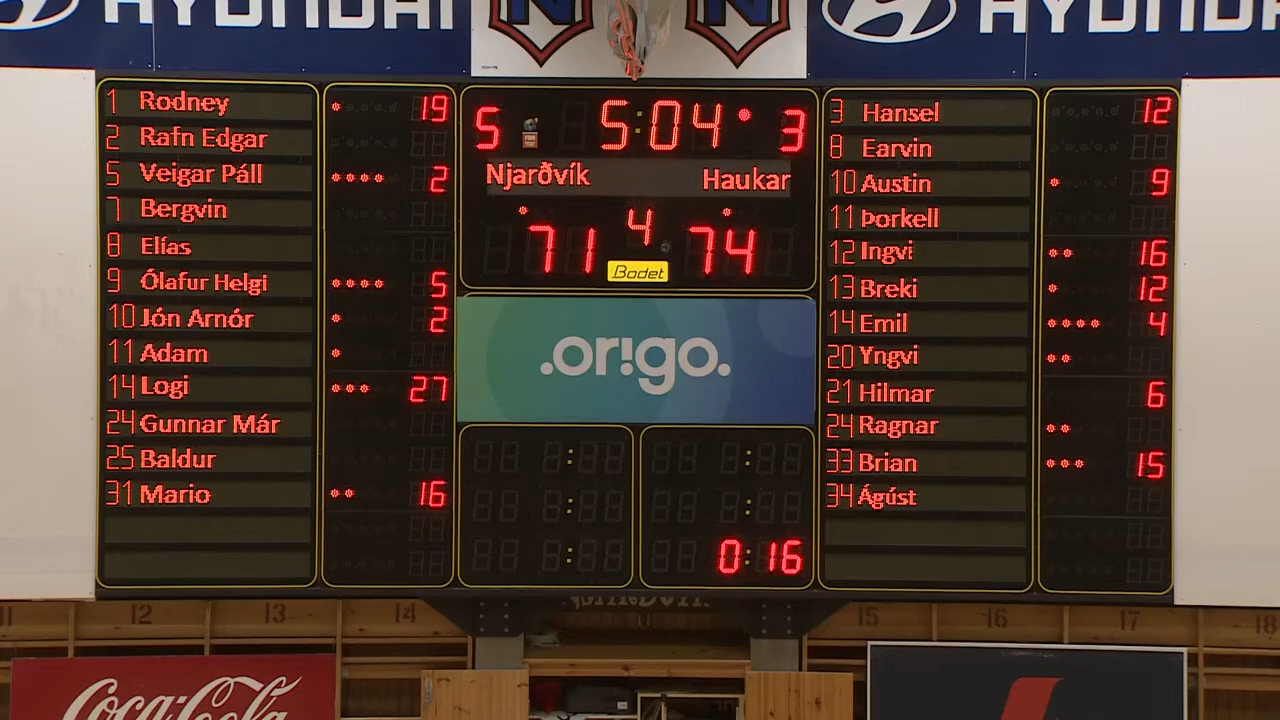 HYUNDAI
N
N
HYUNDAI
1 Rodney 19
2 Rafn Edgar
5 Veigar Páll 2
7 Bergvin
8 Elías
9 Ólafur Helgi 5
10 Jón Arnór 2
11 Adam
14 Logi 27
24 Gunnar Már
25 Baldur
31 Mario 16
5 5:04 3
Njarðvík Haukar
4
71 74
Bodet
.origo.
0:16
3 Hansel 12
8 Earvin
10 Austin 9
11 Þorkell
12 Ingvi 16
13 Breki 12
14 Emil 4
20 Yngvi
21 Hilmar 6
24 Ragnar
33 Brian 15
34 Ágúst
11 12 13 14 15 16 17 18
Coca-Cola